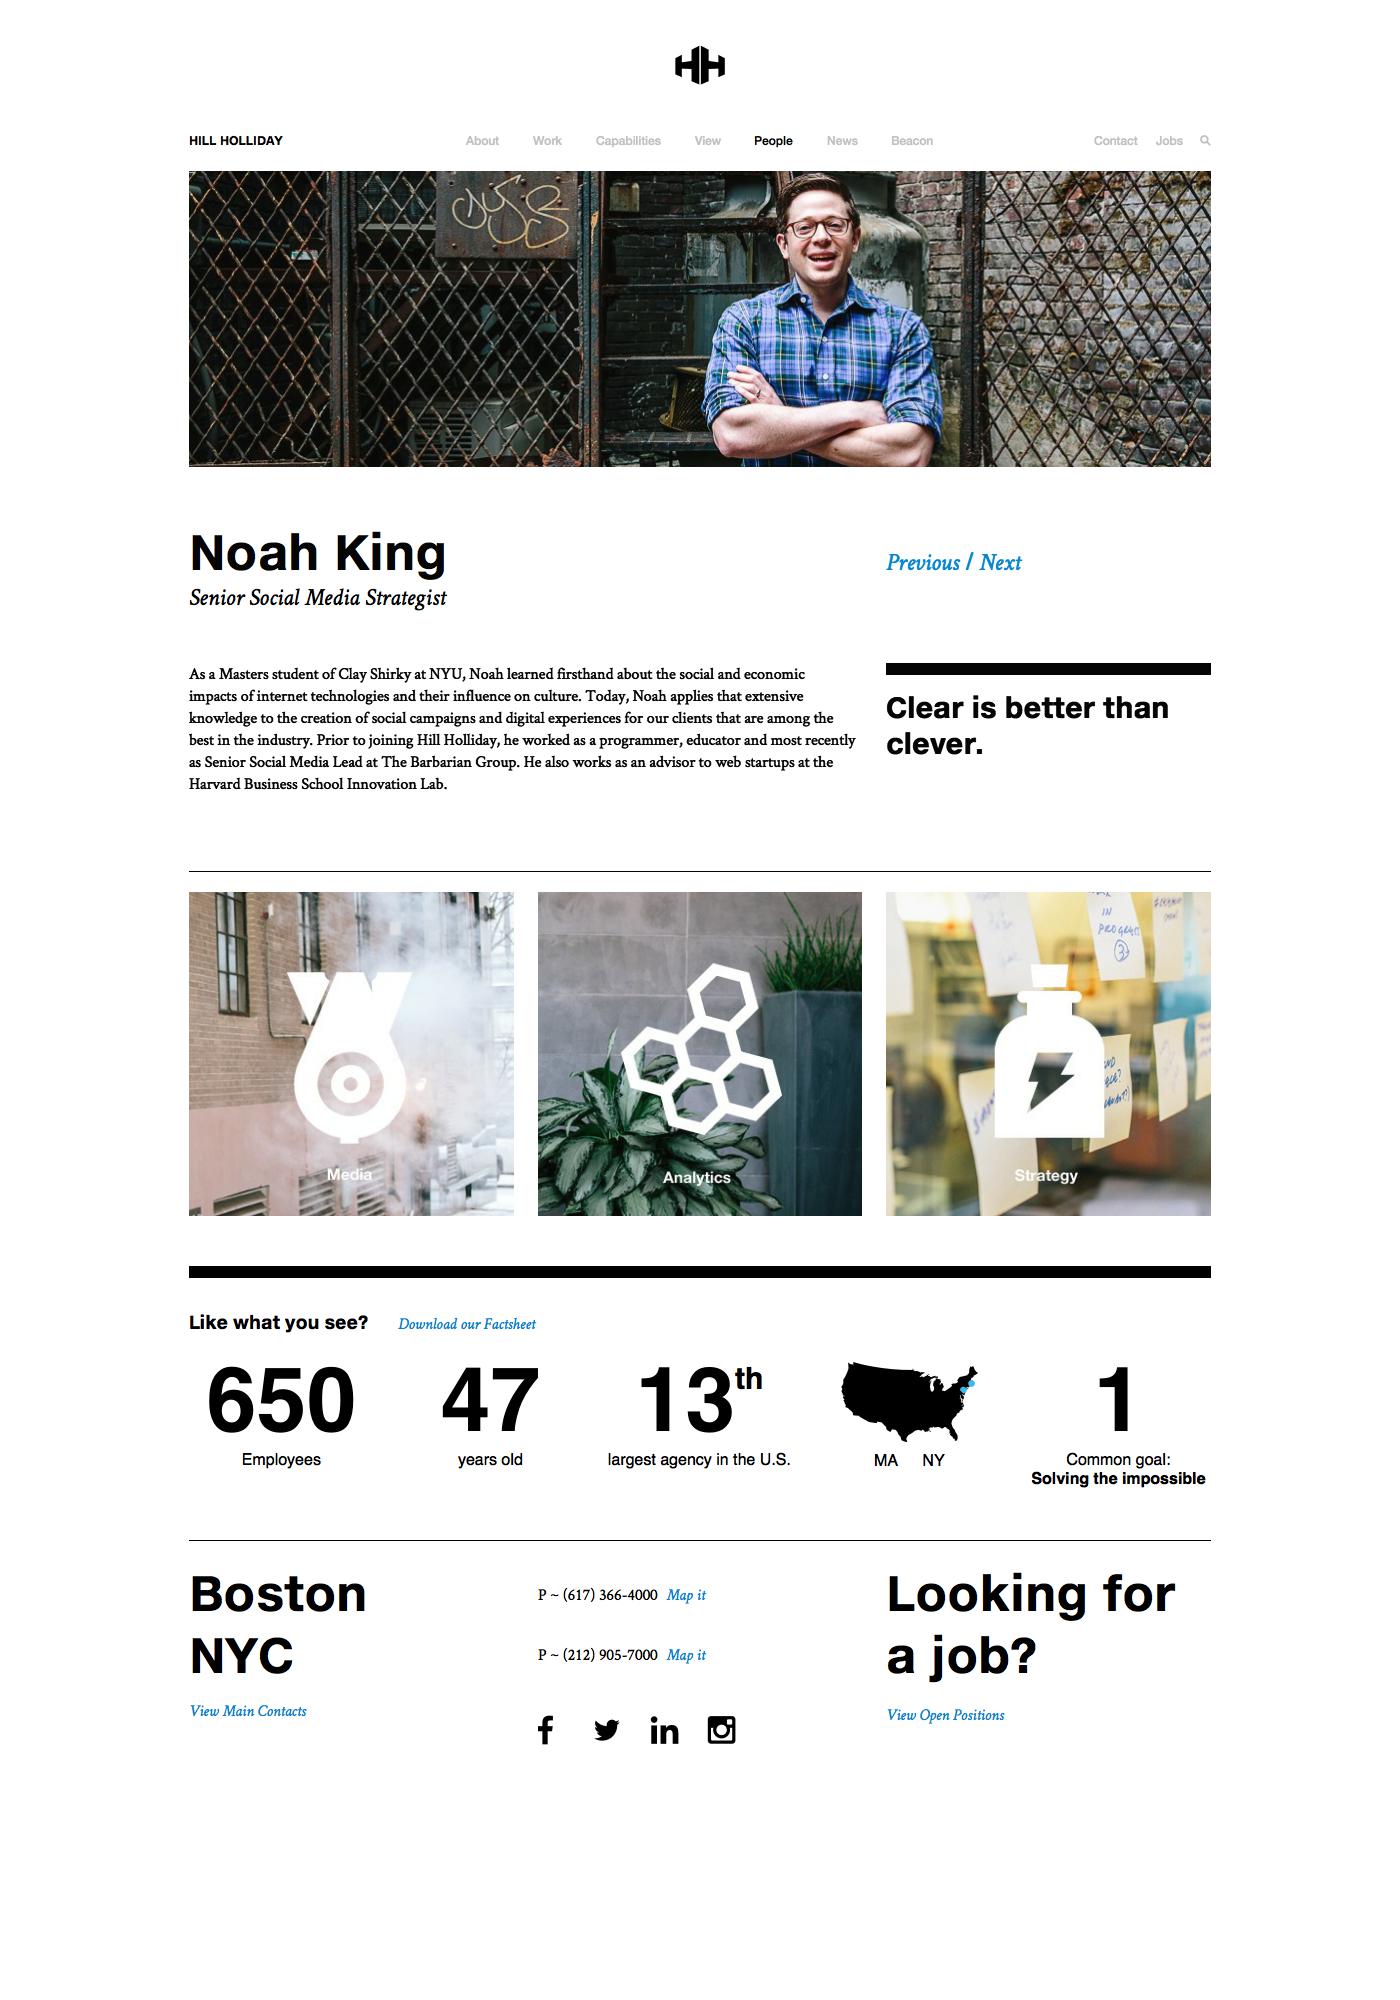 HILL HOLLIDAY
About Work Capabilities View People News Beacon
Contact Jobs
Noah King
Senior Social Media Strategist
Previous / Next
As a Masters student of Clay Shirky at NYU, Noah learned firsthand about the social and economic
impacts of internet technologies and their influence on culture. Today, Noah applies that extensive
knowledge to the creation of social campaigns and digital experiences for our clients that are among the
best in the industry. Prior to joining Hill Holliday, he worked as a programmer, educator and most recently
as Senior Social Media Lead at The Barbarian Group. He also works as an advisor to web startups at the
Harvard Business School Innovation Lab.
Clear is better than
clever.
Media
Analytics
IN
PROGRESS
3
Strategy
Like what you see? Download our Factsheet
650
Employees
47
years old
13th
largest agency in the U.S.
MA NY
1
Common goal:
Solving the impossible
Boston
NYC
View Main Contacts
P ~ (617) 366-4000 Map it
P ~ (212) 905-7000 Map it
Looking for
a job?
View Open Positions